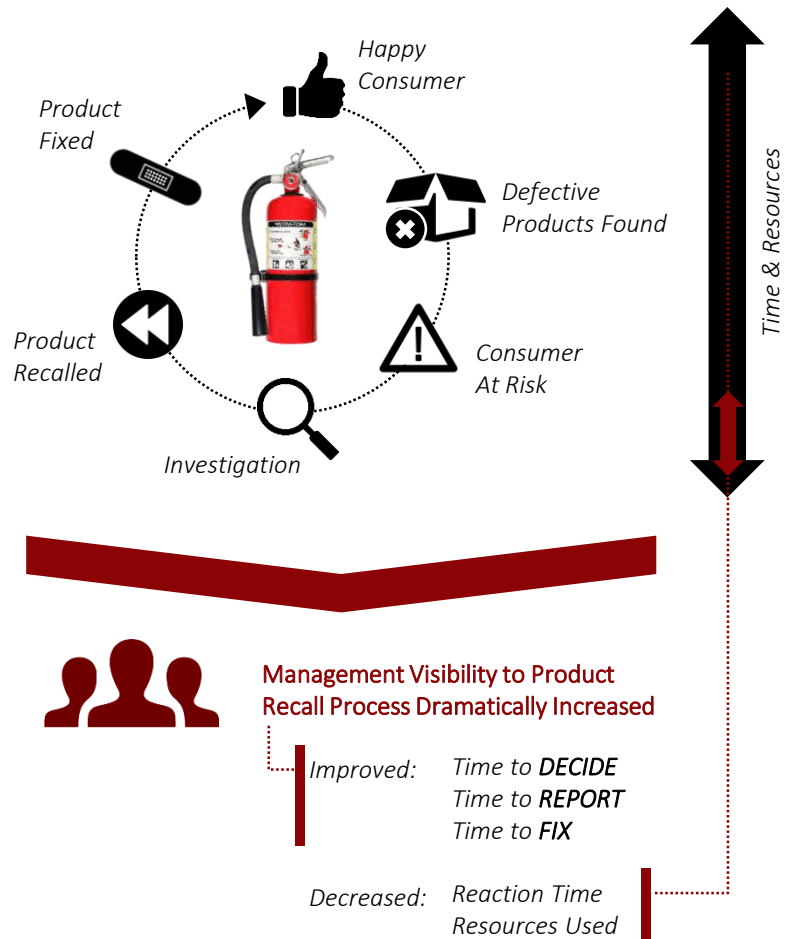 Happy
Consumer
Product
Fixed
Defective
Products Found
Time & Resources
Product
Recalled
Consumer
At Risk
Investigation
Management Visibility to Product
Recall Process Dramatically Increased
Improved: Time to DECIDE
Time to REPORT
Time to FIX
Decreased: Reaction Time
Resources Used